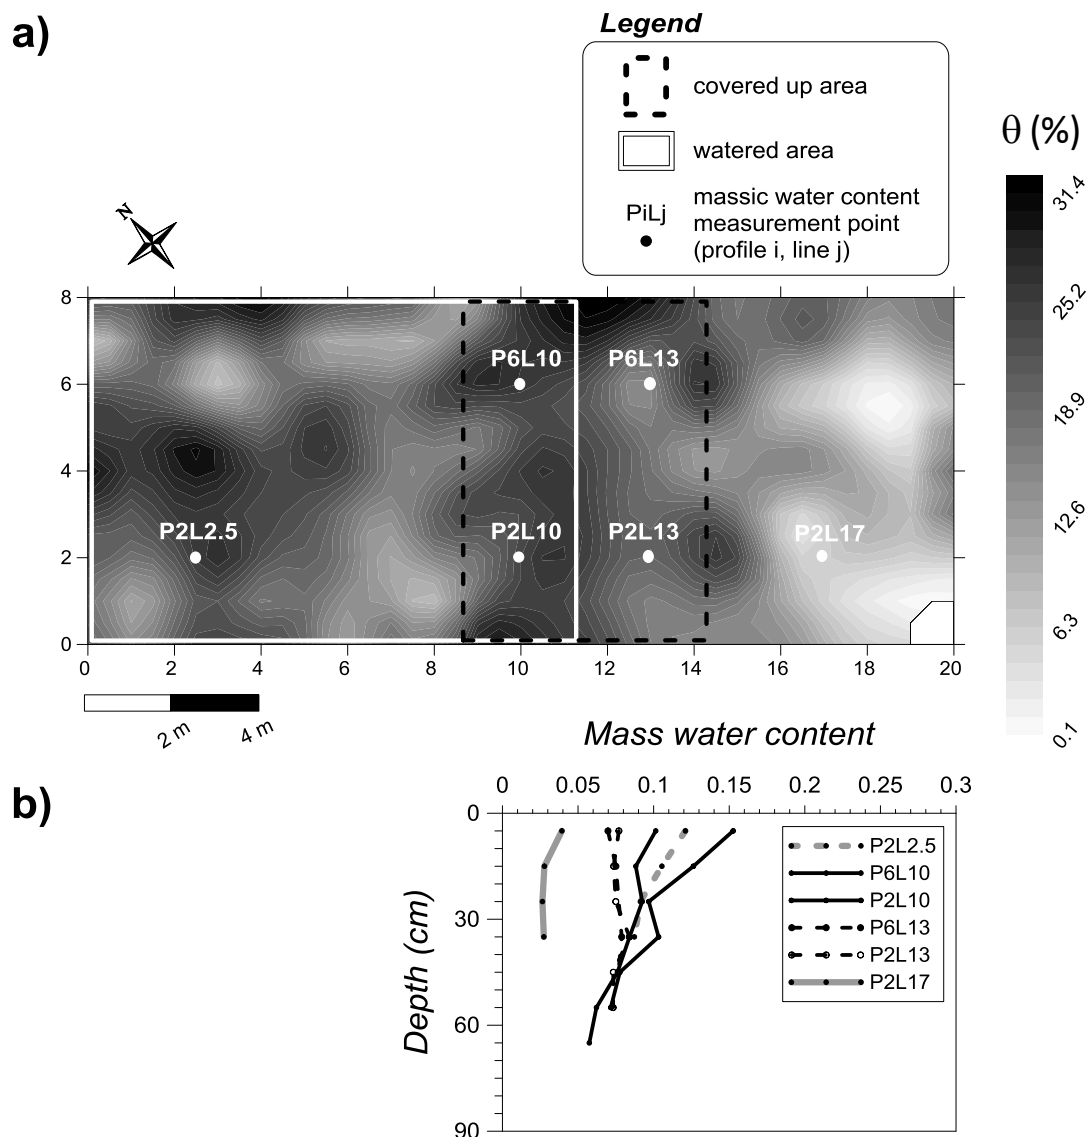 a)
Legend
covered up area
watered area
PiLj
massic water content
measurement point
(profile i, line j)
θ (%)
31.4
25.2
18.9
12.6
6.3
0.1
N
8
6
4
2
0
P6L10
P6L13
P2L2.5
P2L10
P2L13
P2L17
0 2 4 6 8 10 12 14 16 18 20
2 m 4 m
Mass water content
b)
0 0.05 0.1 0.15 0.2 0.25 0.3
0
30
60
90
Depth (cm)
P2L2.5
P6L10
P2L10
P6L13
P2L13
P2L17